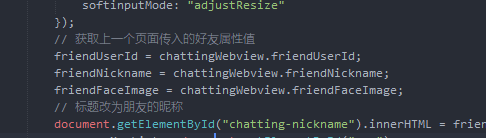 softinputMode: "adjustResize"
});
// 获取上一个页面传入的好友属性值
friendUserId = chattingWebview.friendUserId;
friendNickname = chattingWebview.friendNickname;
friendFaceImage = chattingWebview.friendFaceImage;
// 标题改为朋友的昵称
document.getElementById("chatting-nickname").innerHTML = frien